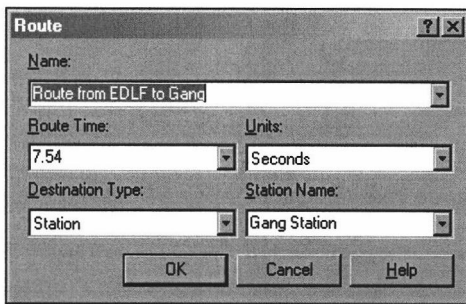 Route ? ×
Name:
Route from EDLF to Gang
Route Time: Units:
7.54 Seconds
Destination Type: Station Name:
Station Gang Station
OK Cancel Help